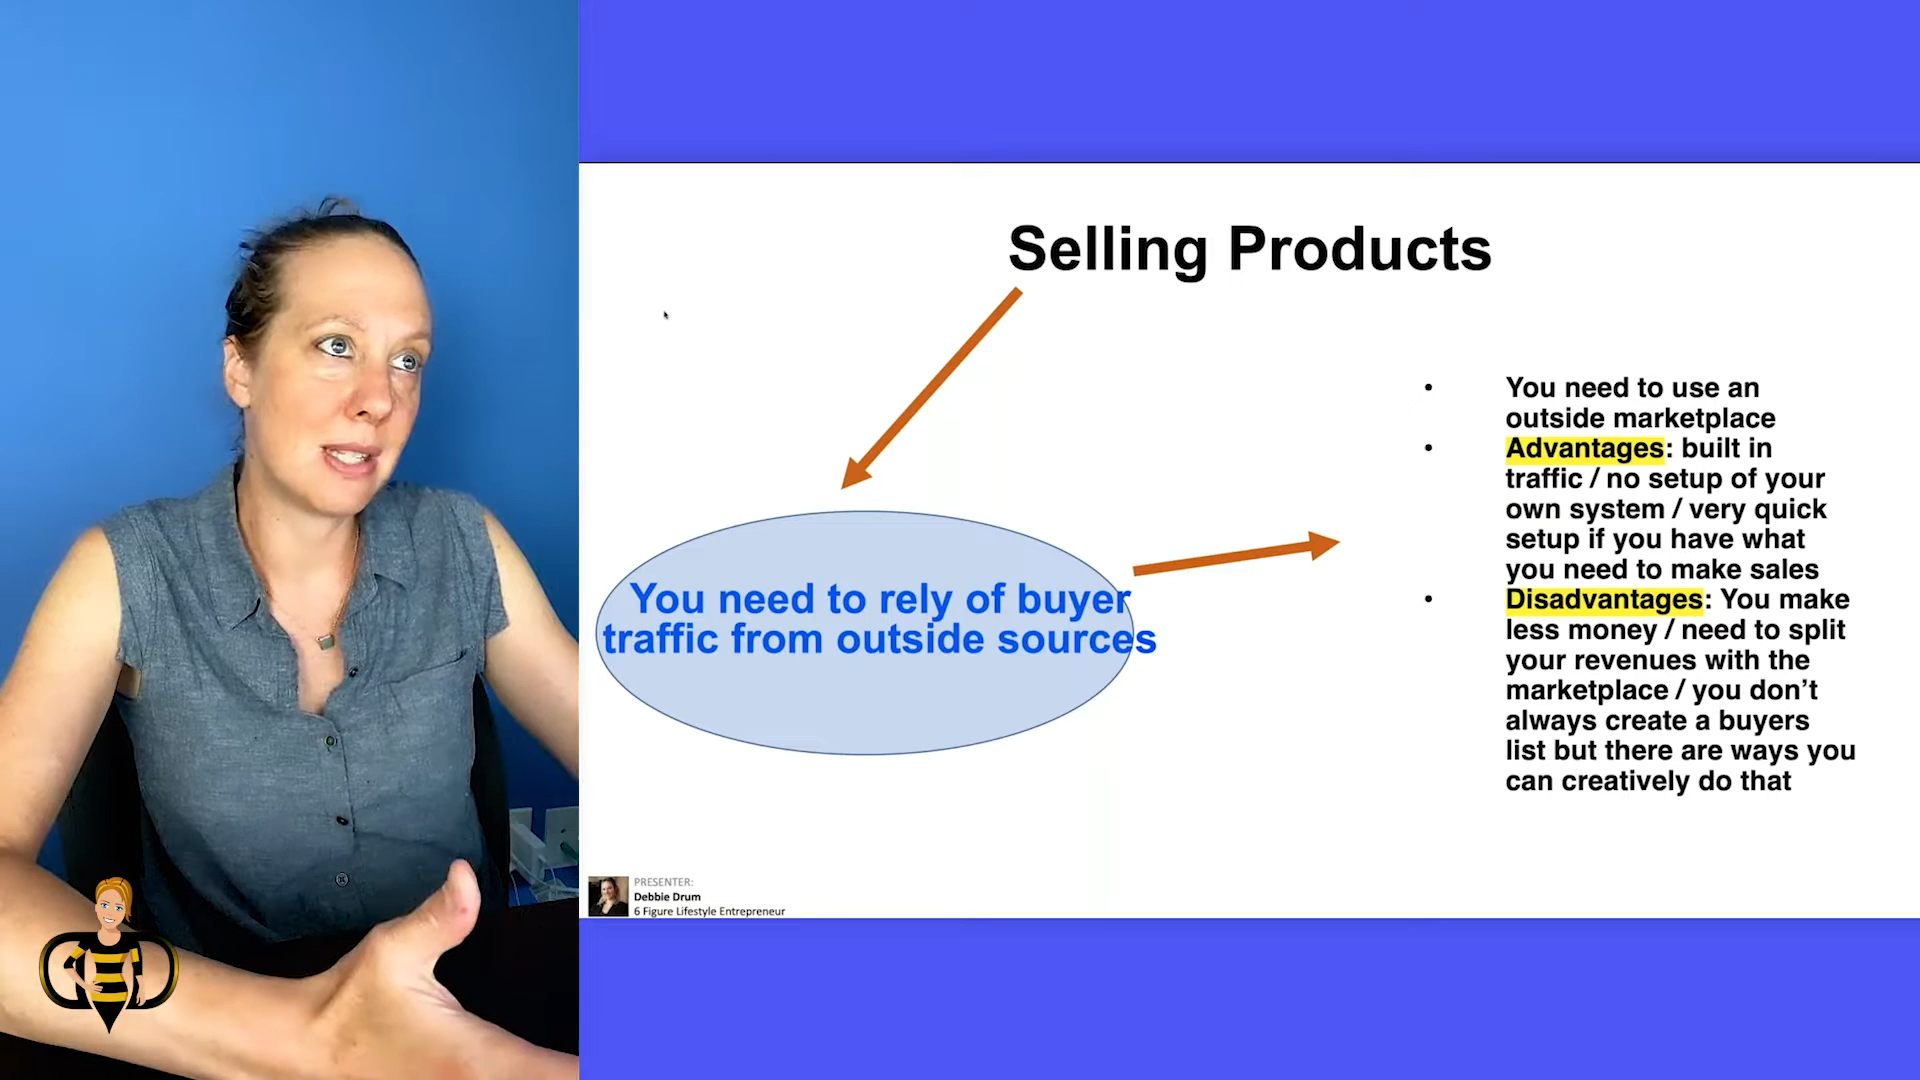 Selling Products
You need to rely of buyer
traffic from outside sources
• You need to use an
outside marketplace
• Advantages: built in
traffic / no setup of your
own system / very quick
setup if you have what
you need to make sales
• Disadvantages: You make
less money / need to split
your revenues with the
marketplace / you don’t
always create a buyers
list but there are ways you
can creatively do that
PRESENTER:
Debbie Drum
6 Figure Lifestyle Entrepreneur